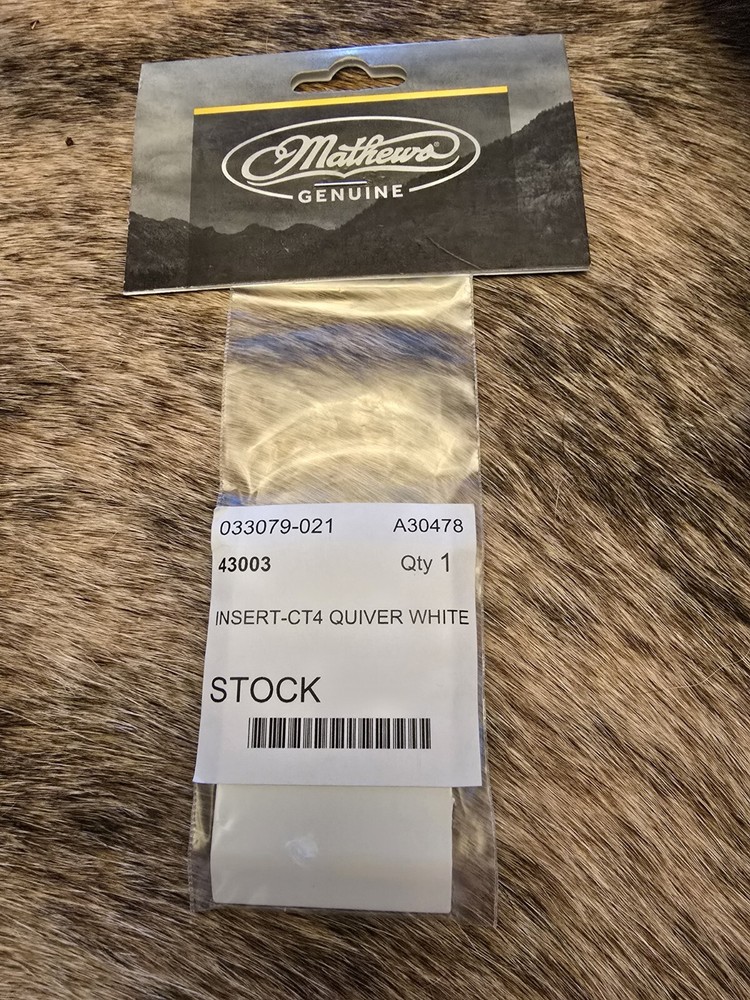 Mathews®
GENUINE
033079-021 A30478
43003 Qty 1
INSERT-CT4 QUIVER WHITE
STOCK